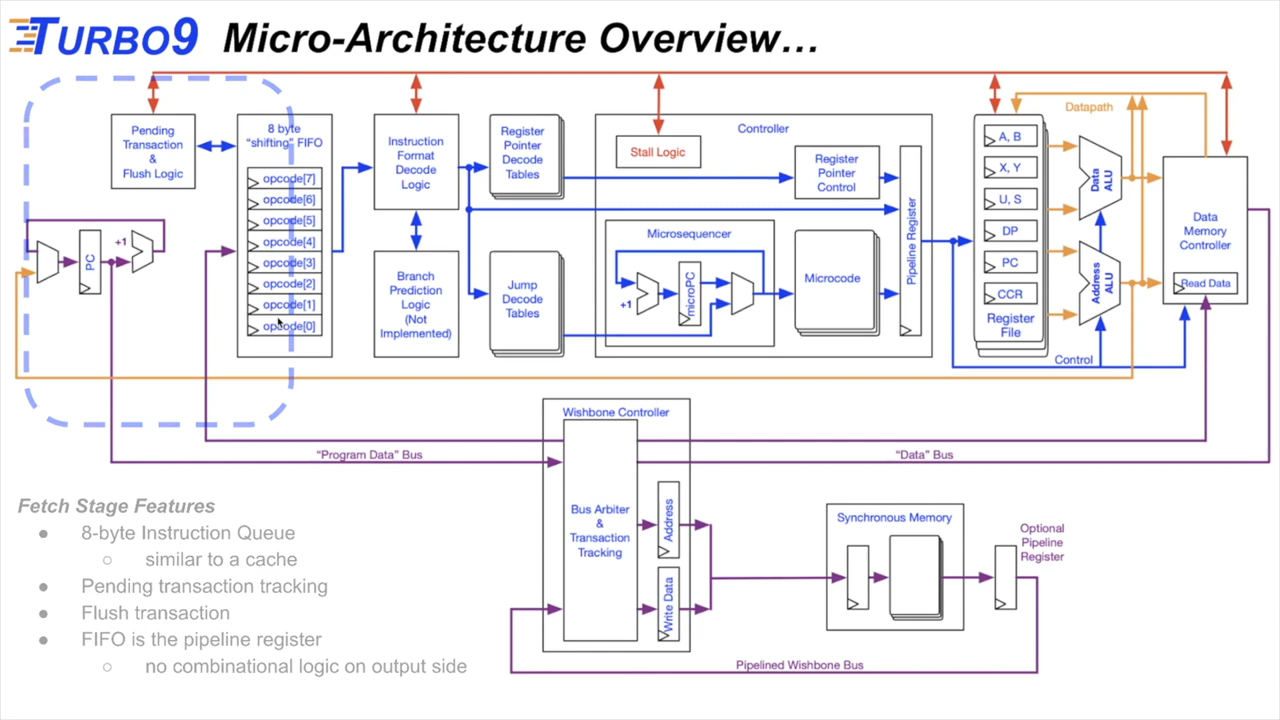 TURBO9 Micro-Architecture Overview…
Pending
Transaction
&
Flush Logic
8 byte
“shifting” FIFO
opcode[7]
opcode[6]
opcode[5]
opcode[4]
opcode[3]
opcode[2]
opcode[1]
opcode[0]
+1
PC
Instruction
Format
Decode
Logic
Branch
Prediction
Logic
(Not
Implemented)
Register
Pointer
Decode
Tables
Jump
Decode
Tables
Controller
Stall Logic
Register
Pointer
Control
Microsequencer
+1
microPC
Microcode
Pipeline Register
Datapath
A, B
X, Y
U, S
DP
PC
CCR
Register
File
Data
ALU
Address
ALU
Control
Data
Memory
Controller
Read Data
Wishbone Controller
“Program Data” Bus
“Data” Bus
Bus Arbiter
&
Transaction
Tracking
Address
Write Data
Synchronous Memory
Optional
Pipeline
Register
Pipelined Wishbone Bus
Fetch Stage Features
● 8-byte Instruction Queue
○ similar to a cache
● Pending transaction tracking
● Flush transaction
● FIFO is the pipeline register
○ no combinational logic on output side